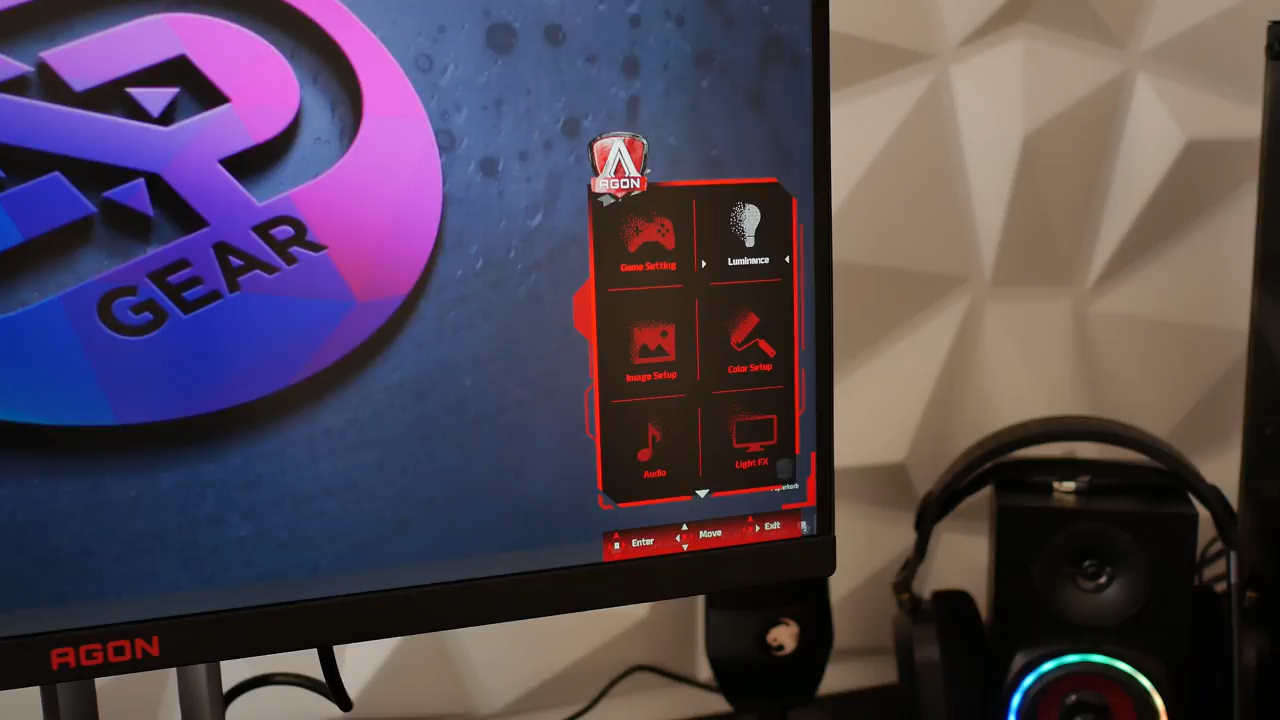 GEAR
AGON
Game Setting
Luminance
Image Setup
Color Setup
Audio
Light FX
Enter
Move
Exit
AGON